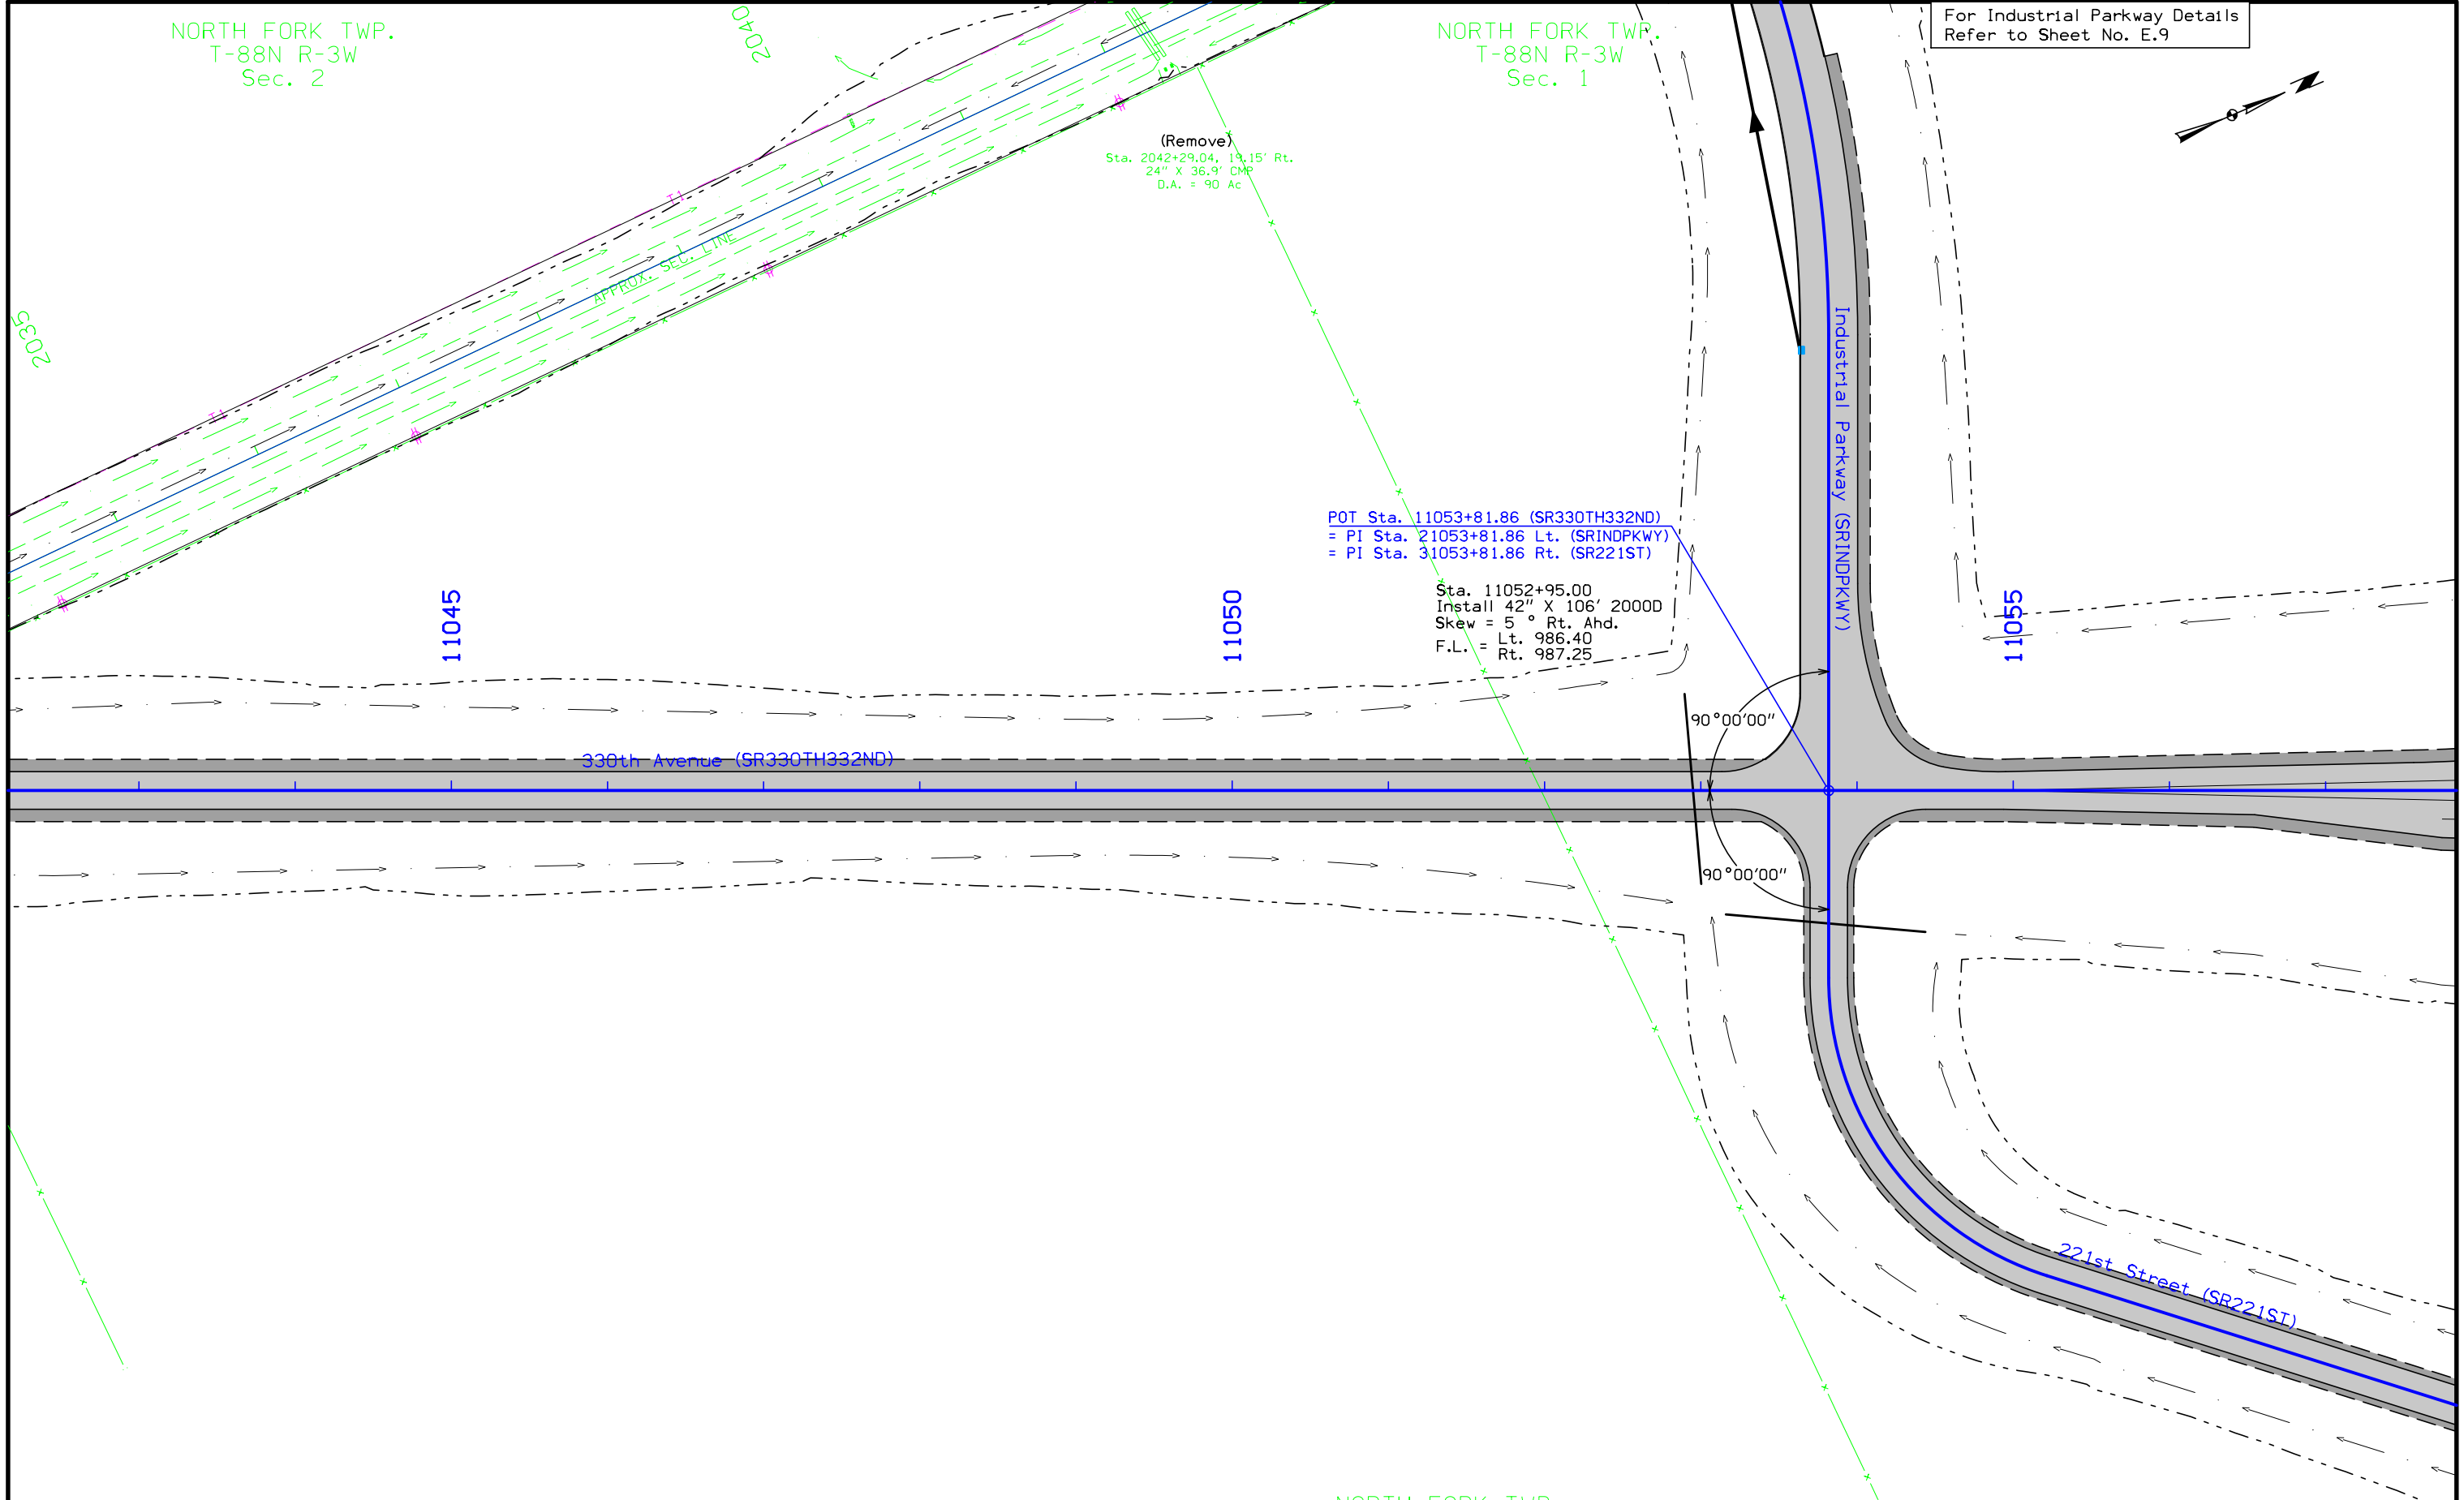 NORTH FORK TWP.
T-88N R-3W
Sec. 2
2040
NORTH FORK TWP.
T-88N R-3W
Sec. 1
For Industrial Parkway Details
Refer to Sheet No. E.9
(Remove)
Sta. 2042+29.04, 19.15' Rt.
24" X 36.9' CMP
D.A. = 90 Ac
T1
APPROX. SEC. LINE
2035
T1
Industrial Parkway (SRINDPKWY)
POT Sta. 11053+81.86 (SR330TH332ND)
= PI Sta. 21053+81.86 Lt. (SRINDPKWY)
= PI Sta. 31053+81.86 Rt. (SR221ST)
Sta. 11052+95.00
Install 42" X 106' 2000D
Skew = 5 ° Rt. Ahd.
F.L. = Lt. 986.40
Rt. 987.25
11045
11050
11055
90°00'00"
330th Avenue (SR330TH332ND)
90°00'00"
221st Street (SR221ST)
NORTH FORK TWP.